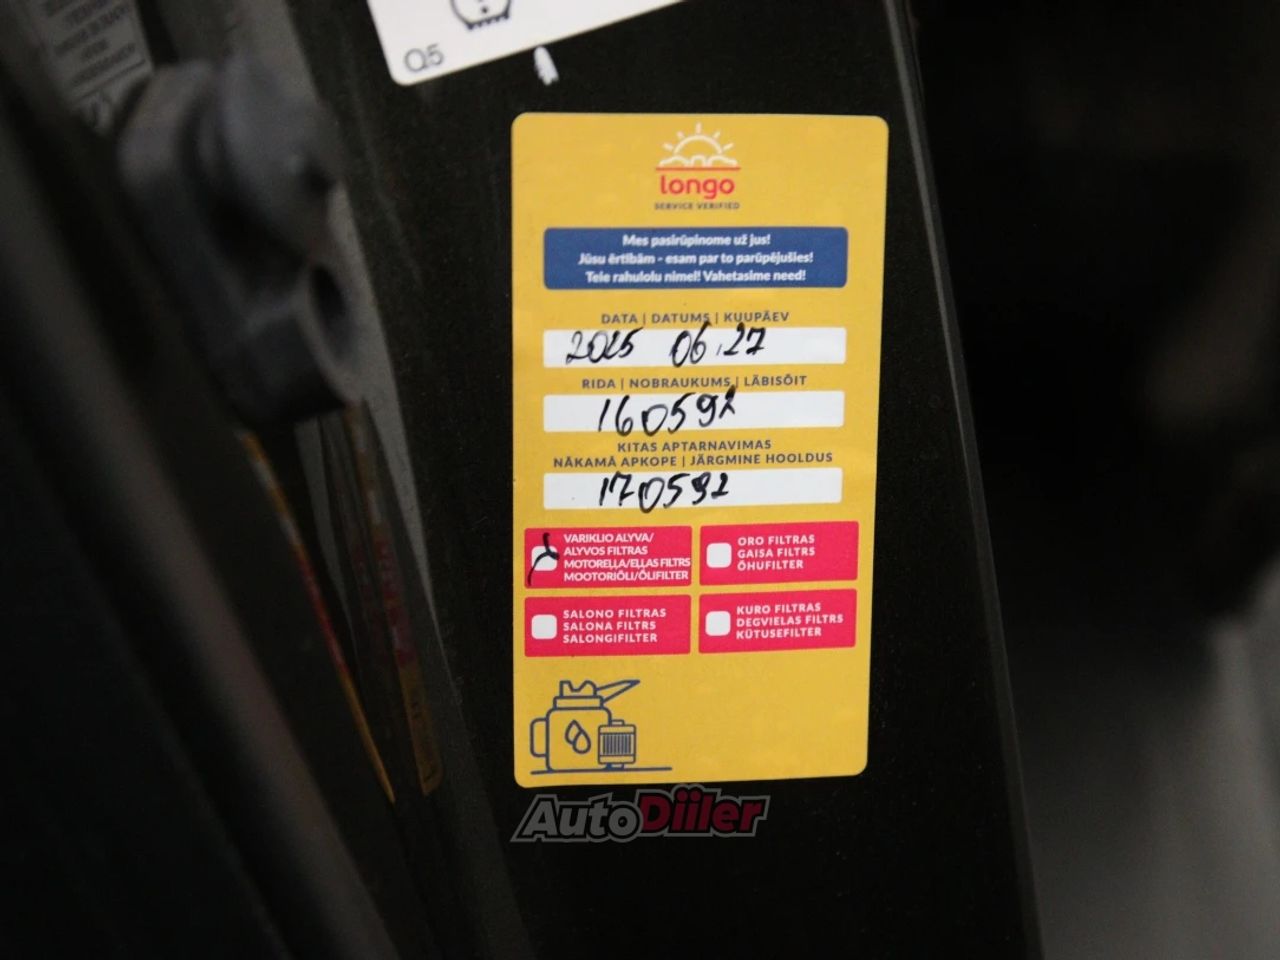 Q5
longo
SERVICE VERIFIED
Mes pasirūpinome už jus!
Jūsu ērtībām - esam par to parūpējušies!
Teie rahulolu nimel! Vahetasime need!
DATA | DATUMS | KUUPÄEV
2025 06.27
RIDA | NOBRAUKUMS | LÄBISÕIT
160592
KITAS APTARNAVIMAS
NĀKAMĀ APKOPE | JÄRGMINE HOOLDUS
170592
VARIKLIO ALYVA/
ALYVOS FILTRAS
MOTOREĻĻA/EĻĻAS FILTRS
MOOTORIÕLI/ÕLIFILTER
ORO FILTRAS
GAISA FILTRS
ÕHUFILTER
SALONO FILTRAS
SALONA FILTRS
SALONGIFILTER
KURO FILTRAS
DEGVIELAS FILTRS
KÜTUSEFILTER
AutoDiiler